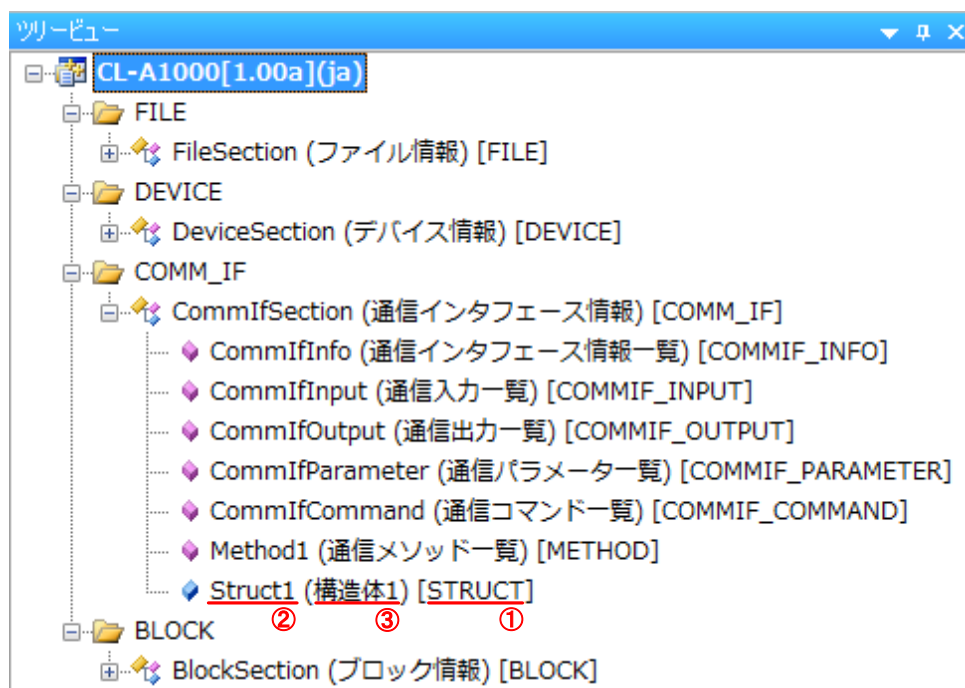 ツリービュー
CL-A1000[1.00a](ja)
FILE
FileSection (ファイル情報) [FILE]
DEVICE
DeviceSection (デバイス情報) [DEVICE]
COMM_IF
CommIfSection (通信インタフェース情報) [COMM_IF]
CommIfInfo (通信インタフェース情報一覧) [COMMIF_INFO]
CommIfInput (通信入力一覧) [COMMIF_INPUT]
CommIfOutput (通信出力一覧) [COMMIF_OUTPUT]
CommIfParameter (通信パラメータ一覧) [COMMIF_PARAMETER]
CommIfCommand (通信コマンド一覧) [COMMIF_COMMAND]
Method1 (通信メソッド一覧) [METHOD]
Struct1 (構造体1) [STRUCT]
② ③ ①
BLOCK
BlockSection (ブロック情報) [BLOCK]